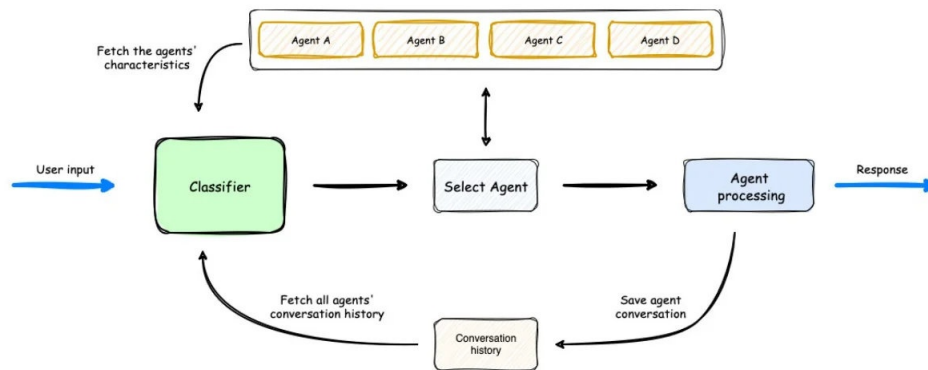 Agent A
Agent B
Agent C
Agent D
Fetch the agents'
characteristics
User input
Classifier
Select Agent
Agent
processing
Response
Fetch all agents'
conversation history
Save agent
conversation
Conversation
history